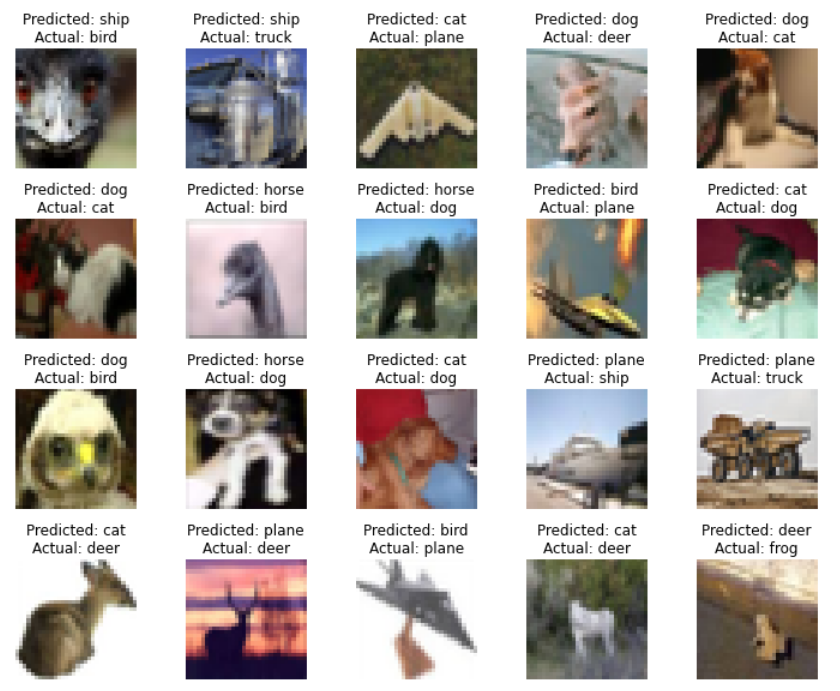 Predicted: ship
Actual: bird
Predicted: ship
Actual: truck
Predicted: cat
Actual: plane
Predicted: dog
Actual: deer
Predicted: dog
Actual: cat
Predicted: dog
Actual: cat
Predicted: horse
Actual: bird
Predicted: horse
Actual: dog
Predicted: bird
Actual: plane
Predicted: cat
Actual: dog
Predicted: dog
Actual: bird
Predicted: horse
Actual: dog
Predicted: cat
Actual: dog
Predicted: plane
Actual: ship
Predicted: plane
Actual: truck
Predicted: cat
Actual: deer
Predicted: plane
Actual: deer
Predicted: bird
Actual: plane
Predicted: cat
Actual: deer
Predicted: deer
Actual: frog